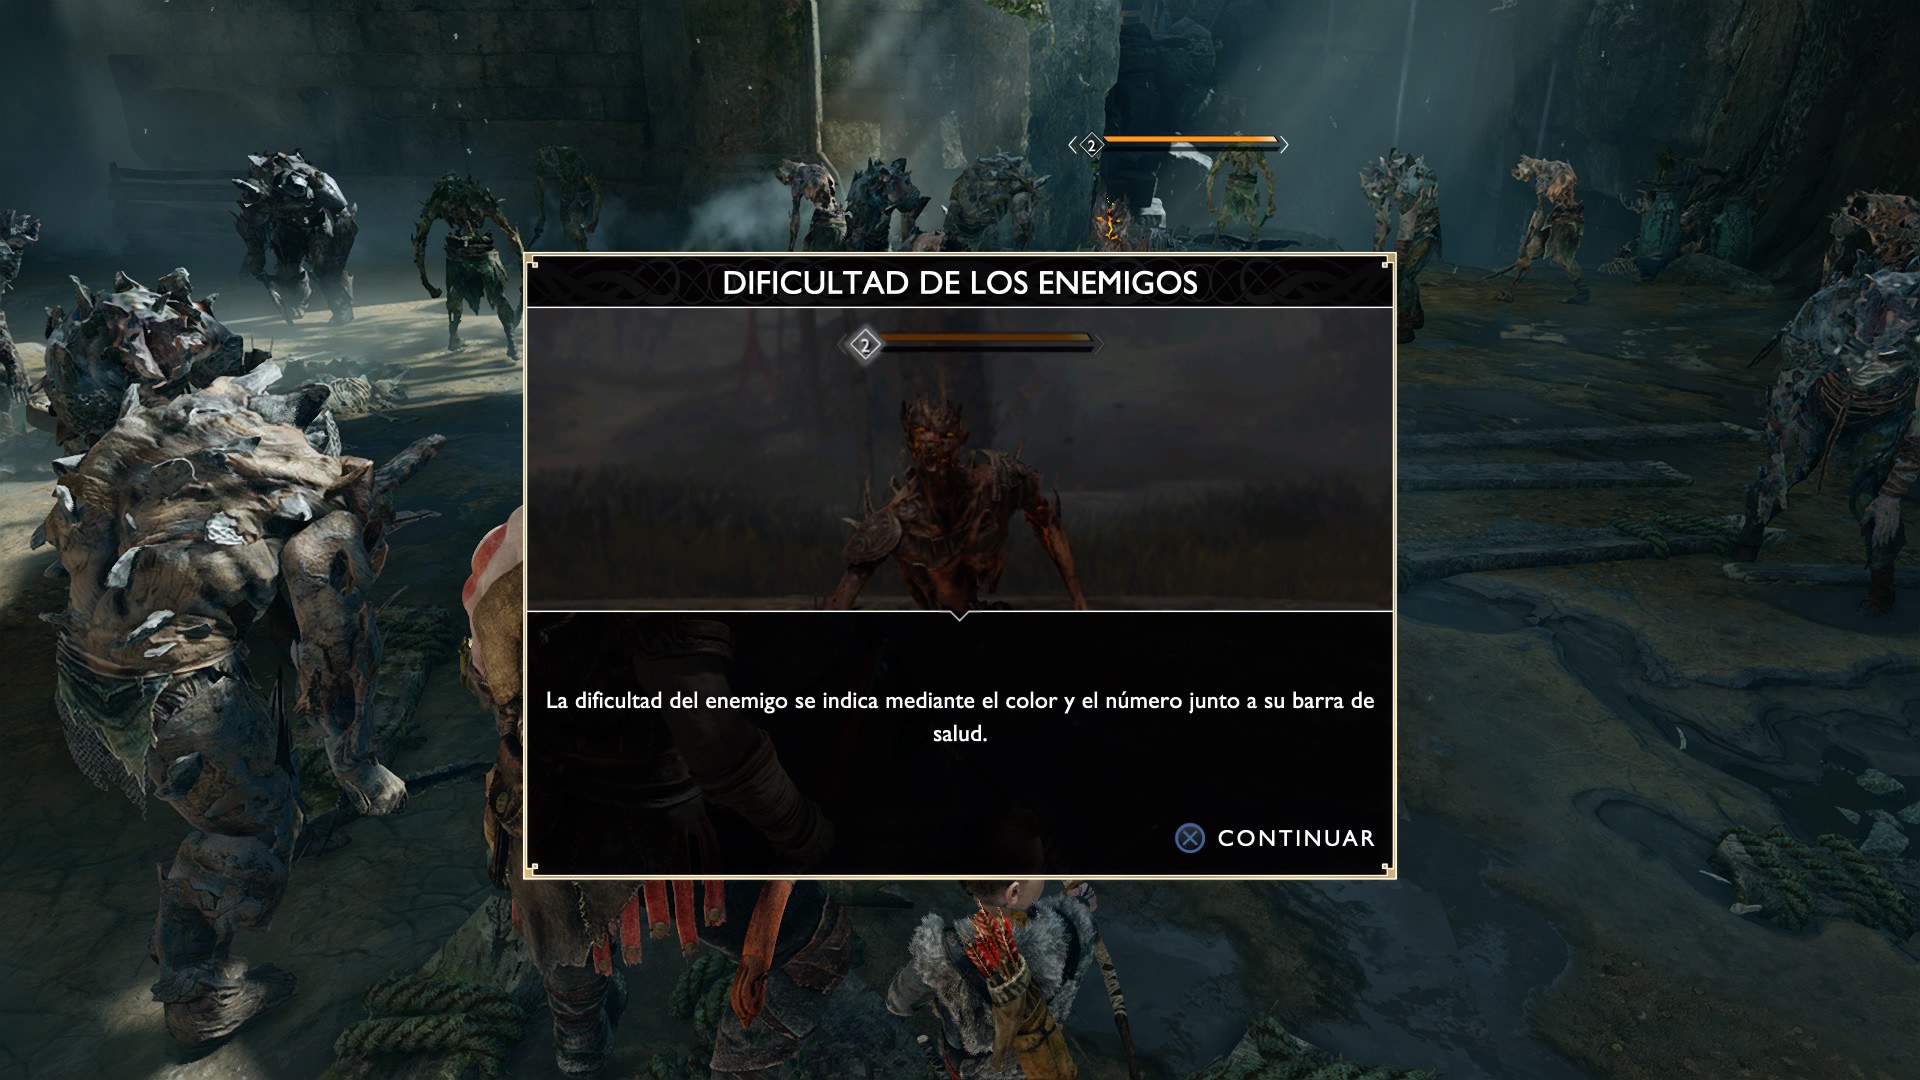 2
DIFICULTAD DE LOS ENEMIGOS
2
La dificultad del enemigo se indica mediante el color y el número junto a su barra de
salud.
CONTINUAR